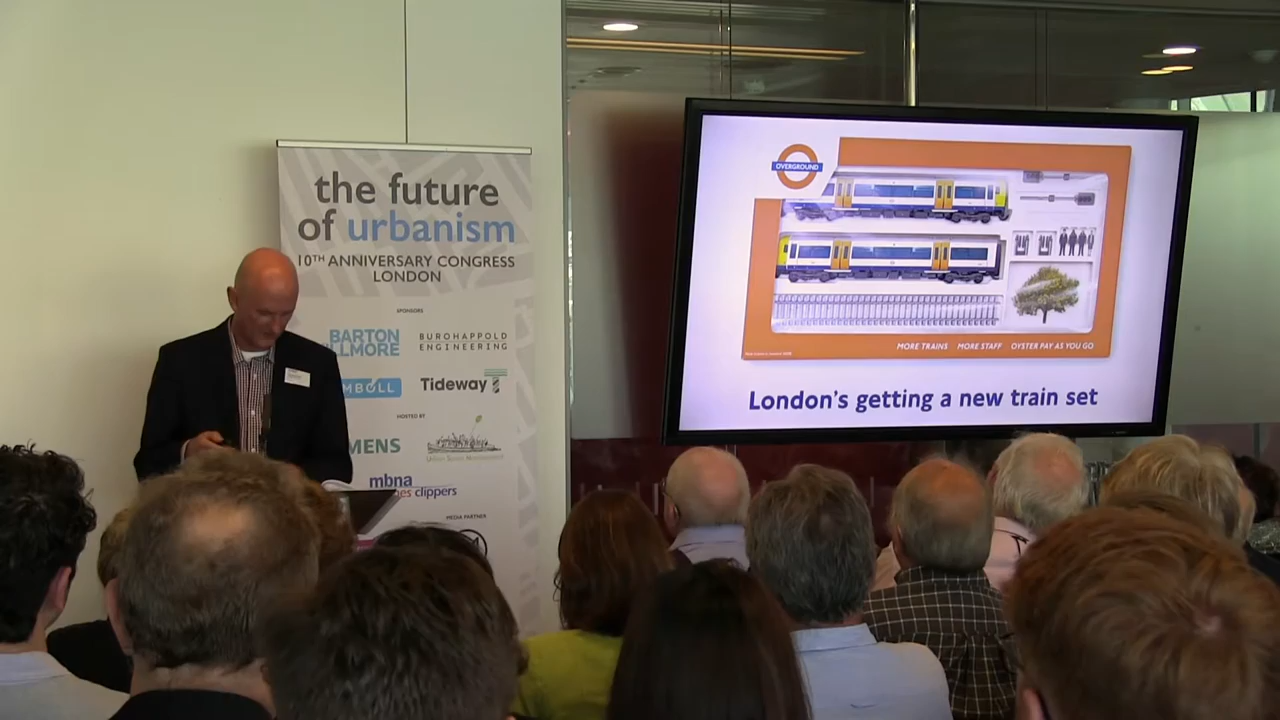 the future
of urbanism
10TH ANNIVERSARY CONGRESS
LONDON
SPONSORS
BARTON
LLMORE
BUROHAPPOLD
ENGINEERING
MBOLL
Tideway
HOSTED BY
MENS
mbna
es clippers
MEDIA PARTNER
OVERGROUND
MORE TRAINS MORE STAFF OYSTER PAY AS YOU GO
London's getting a new train set